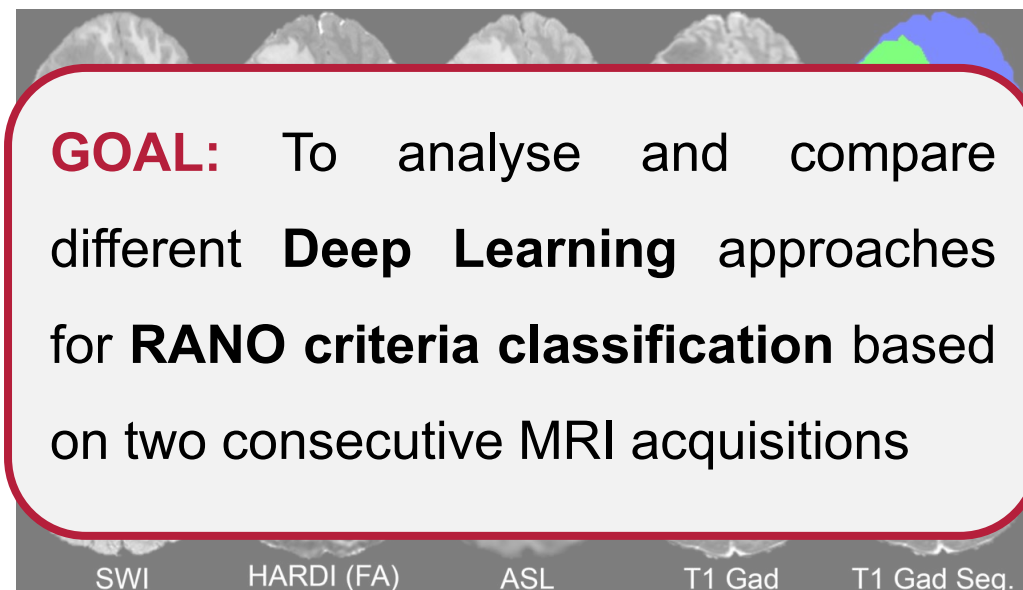 GOAL: To analyse and compare
different Deep Learning approaches
for RANO criteria classification based
on two consecutive MRI acquisitions
SWI HARDI (FA) ASL T1 Gad T1 Gad Seg.